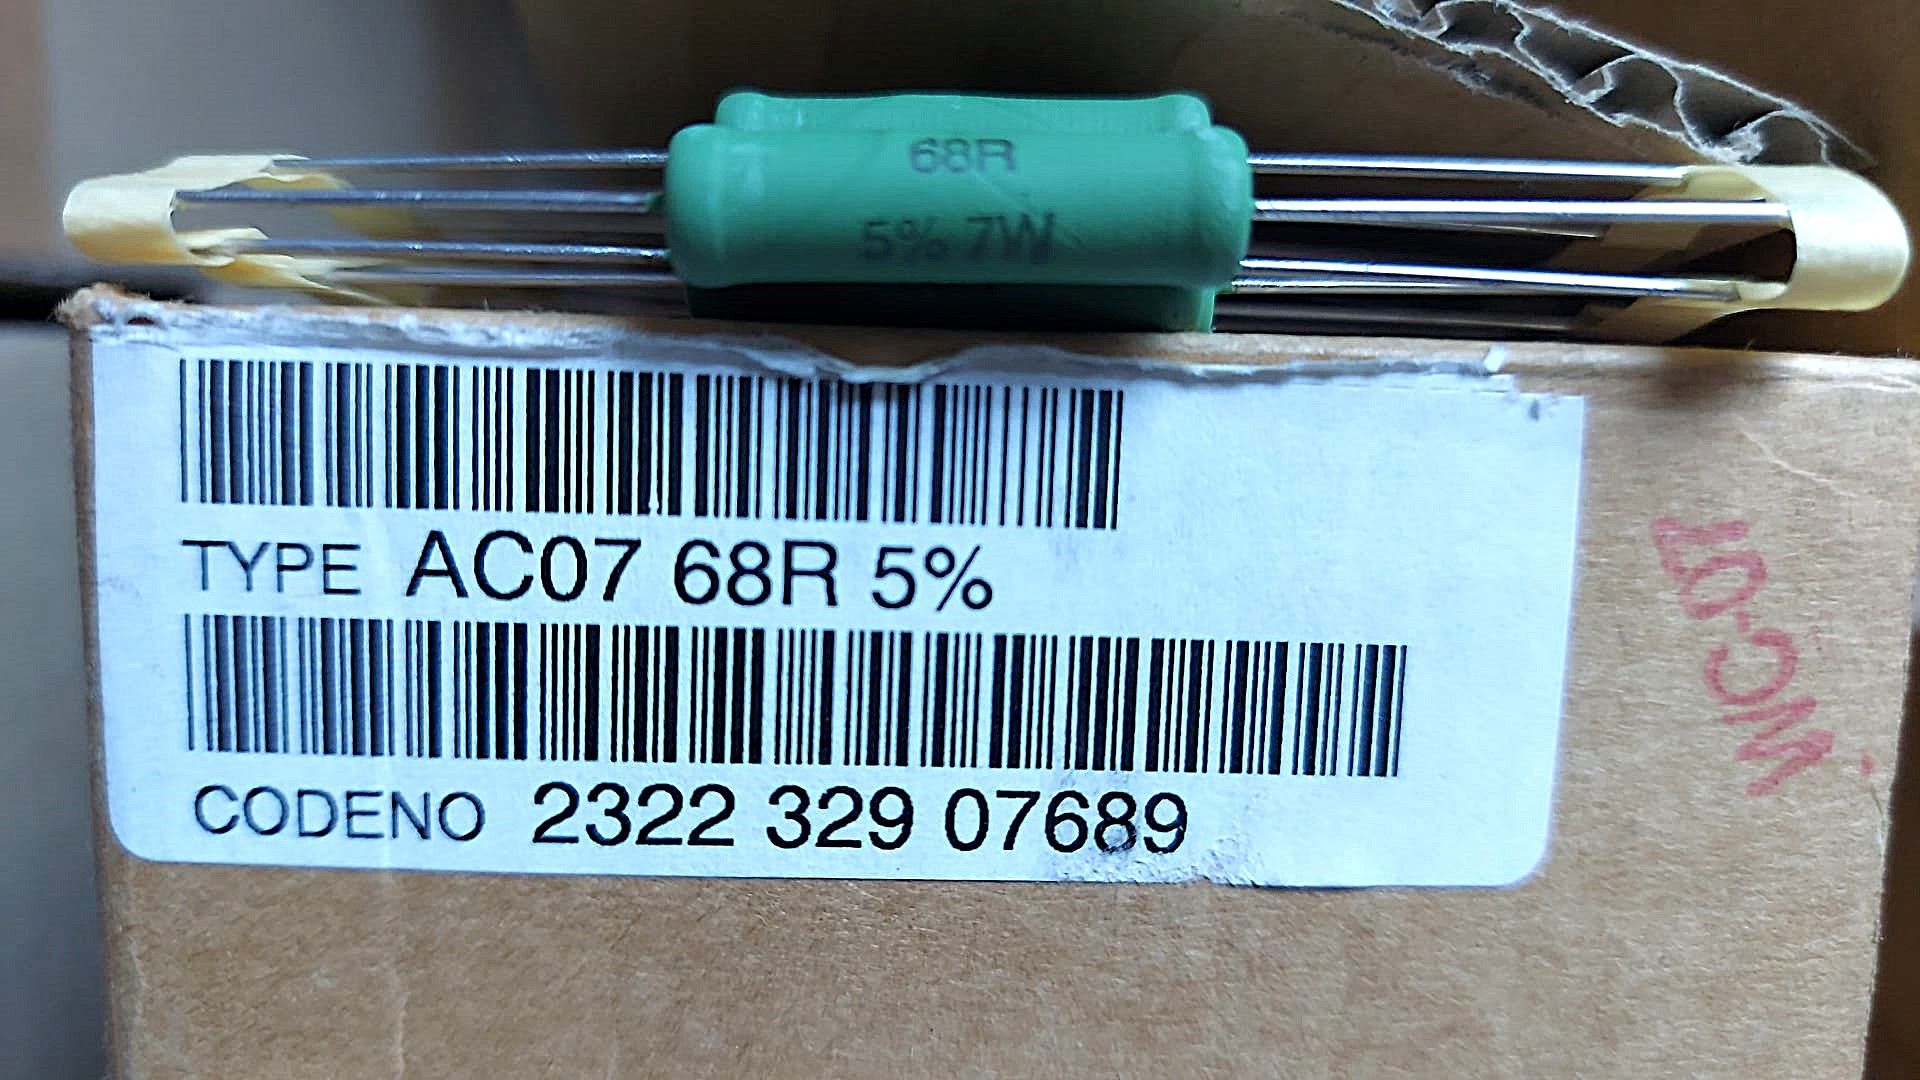 68R
5% 7W
TYPE AC07 68R 5%
CODENO 2322 329 07689